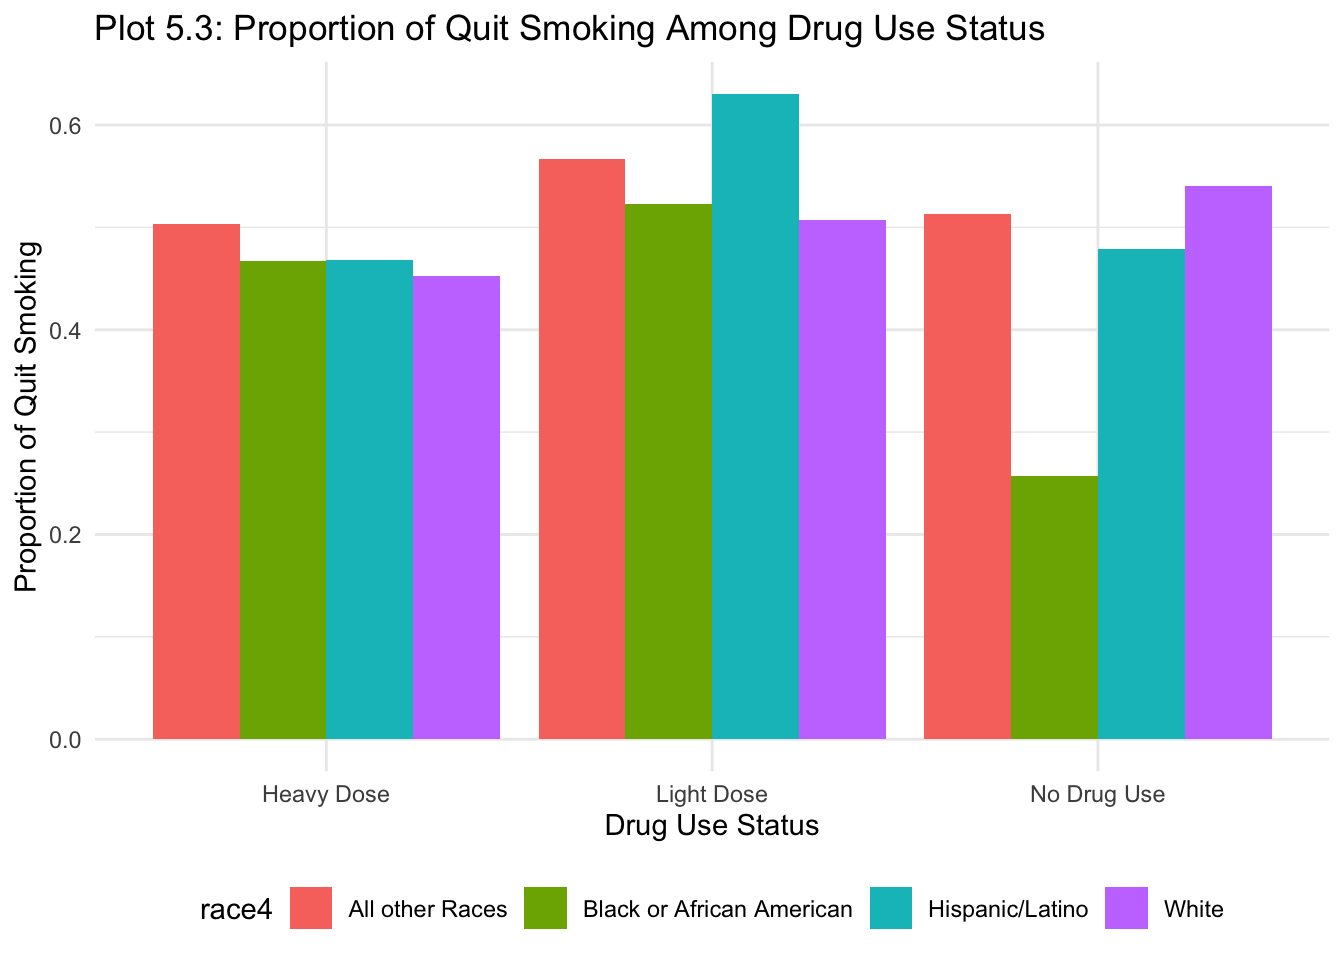 Plot 5.3: Proportion of Quit Smoking Among Drug Use Status
Proportion of Quit Smoking
0.6
0.4
0.2
0.0
Heavy Dose
Light Dose
No Drug Use
Drug Use Status
race4
All other Races
Black or African American
Hispanic/Latino
White